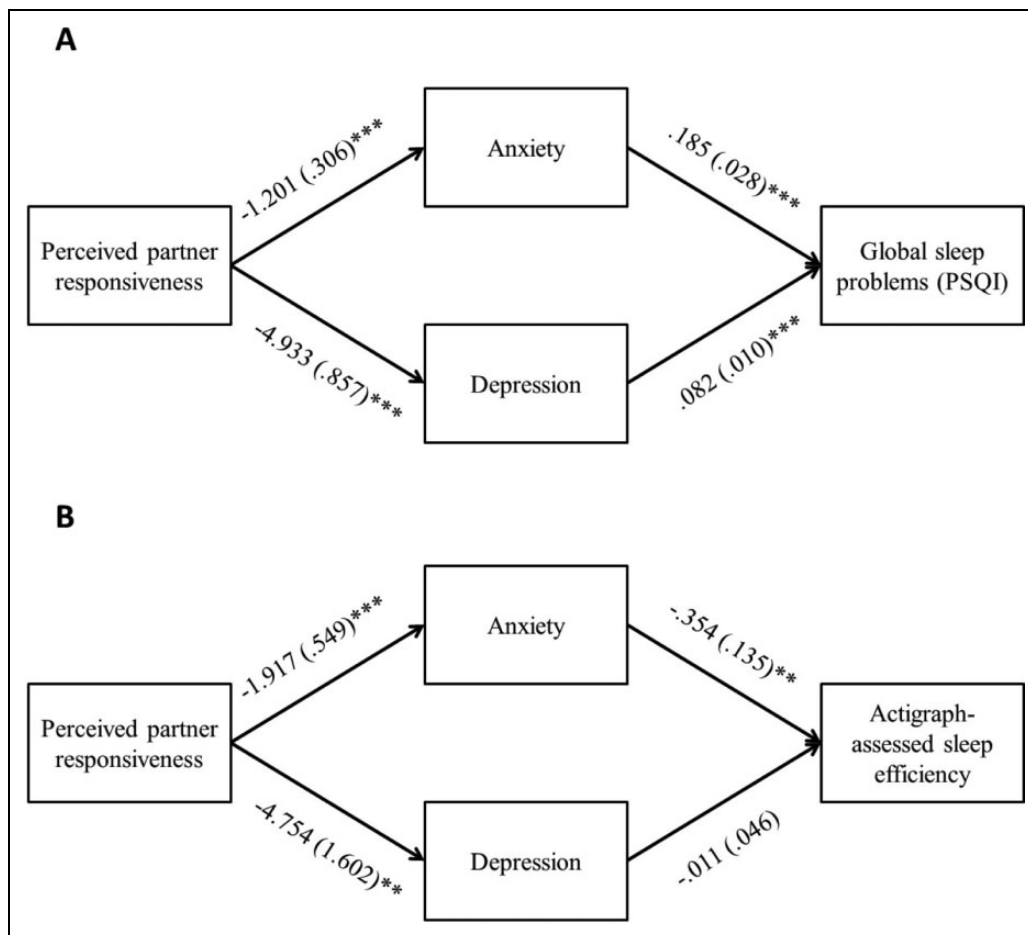 A
Anxiety
-1.201 (.306)***
.185 (.028)***
Perceived partner
responsiveness
Global sleep
problems (PSQI)
-4.933 (.857)***
.082 (.010)***
Depression
B
Anxiety
-1.917 (.549)***
-.354 (.135)**
Perceived partner
responsiveness
Actigraph-
assessed sleep
efficiency
-4.754 (1.602)**
-.011 (.046)
Depression